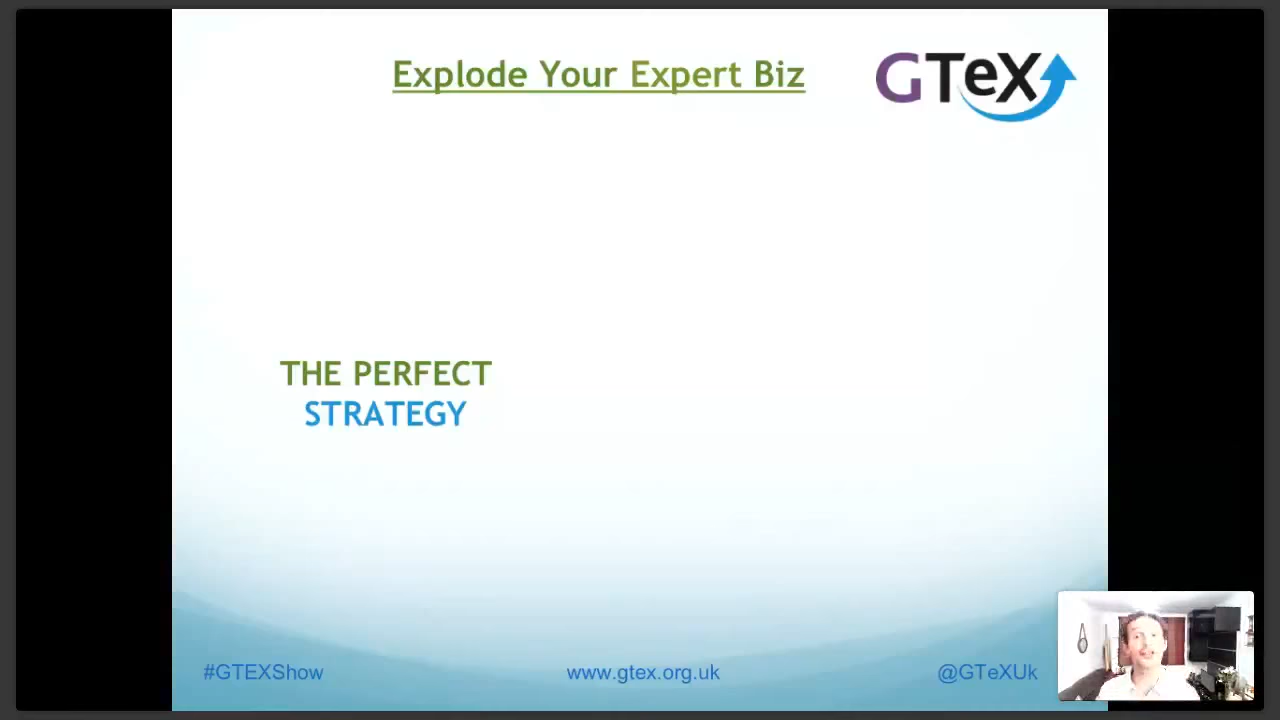 Explode Your Expert Biz
GTeX
THE PERFECT
STRATEGY
#GTEXShow
www.gtex.org.uk
@GTeXUk